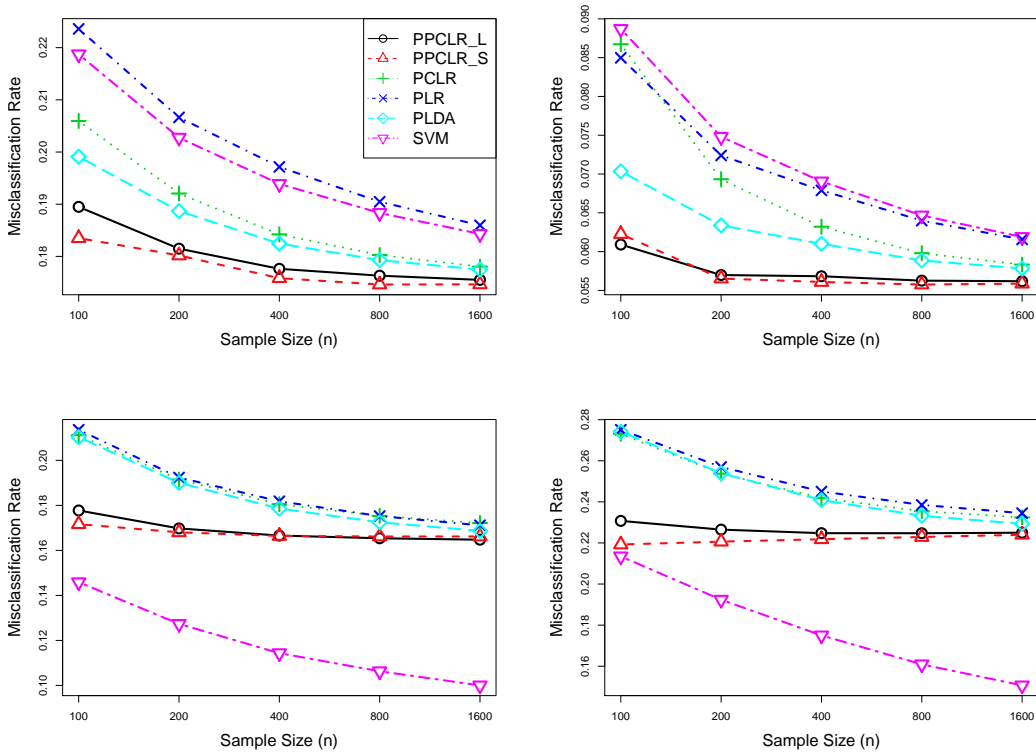 Misclassification Rate
0.22
0.21
0.20
0.19
0.18
PPCLR_L
PPCLR_S
PCLR
PLR
PLDA
SVM
100 200 400 800 1600
Sample Size (n)
Misclassification Rate
0.090
0.085
0.080
0.075
0.070
0.065
0.060
0.055
100 200 400 800 1600
Sample Size (n)
Misclassification Rate
0.20
0.18
0.16
0.14
0.12
0.10
100 200 400 800 1600
Sample Size (n)
Misclassification Rate
0.28
0.26
0.24
0.22
0.20
0.18
0.16
100 200 400 800 1600
Sample Size (n)